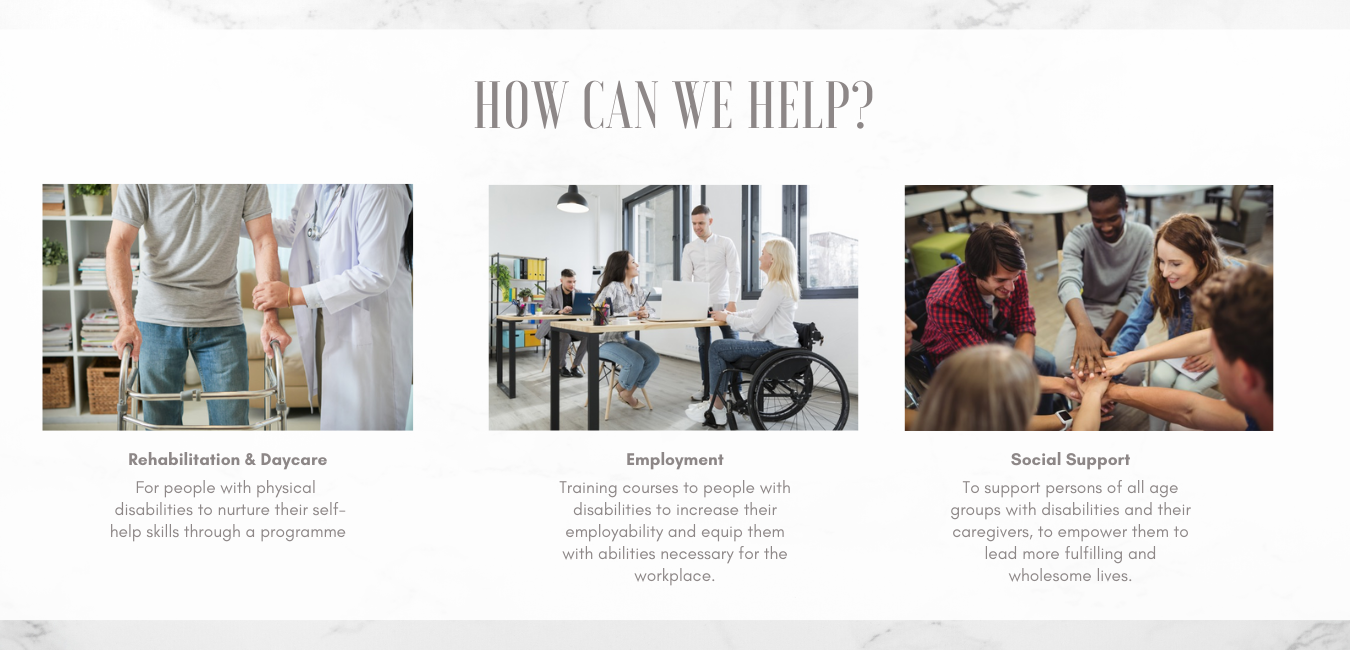 HOW CAN WE HELP?
Rehabilitation & Daycare
For people with physical
disabilities to nurture their self-
help skills through a programme
Employment
Training courses to people with
disabilities to increase their
employability and equip them
with abilities necessary for the
workplace.
Social Support
To support persons of all age
groups with disabilities and their
caregivers, to empower them to
lead more fulfilling and
wholesome lives.